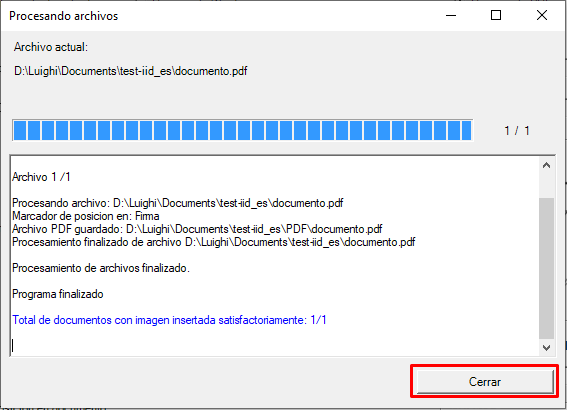 Procesando archivos
Archivo actual:
D:\Luighi\Documents\test-iid_es\documento.pdf
1 / 1
Archivo 1 /1
Procesando archivo: D:\Luighi\Documents\test-iid_es\documento.pdf
Marcador de posicion en: Firma
Archivo PDF guardado: D:\Luighi\Documents\test-iid_es\PDF\documento.pdf
Procesamiento finalizado de archivo D:\Luighi\Documents\test-iid_es\documento.pdf
Procesamiento de archivos finalizado.
Programa finalizado
Total de documentos con imagen insertada satisfactoriamente: 1/1
Cerrar